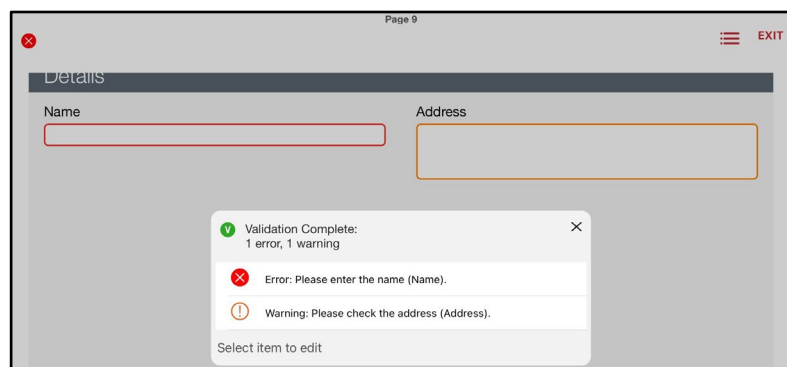 Page 9
EXIT
Details
Name
Address
V
Validation Complete:
1 error, 1 warning
Error: Please enter the name (Name).
Warning: Please check the address (Address).
Select item to edit